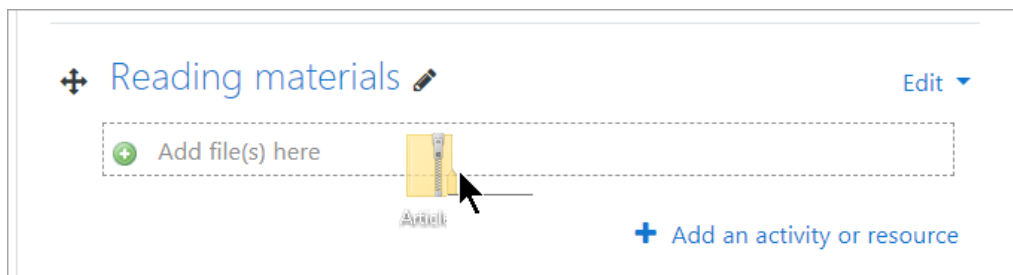 Reading materials
Edit
Add file(s) here
Add an activity or resource